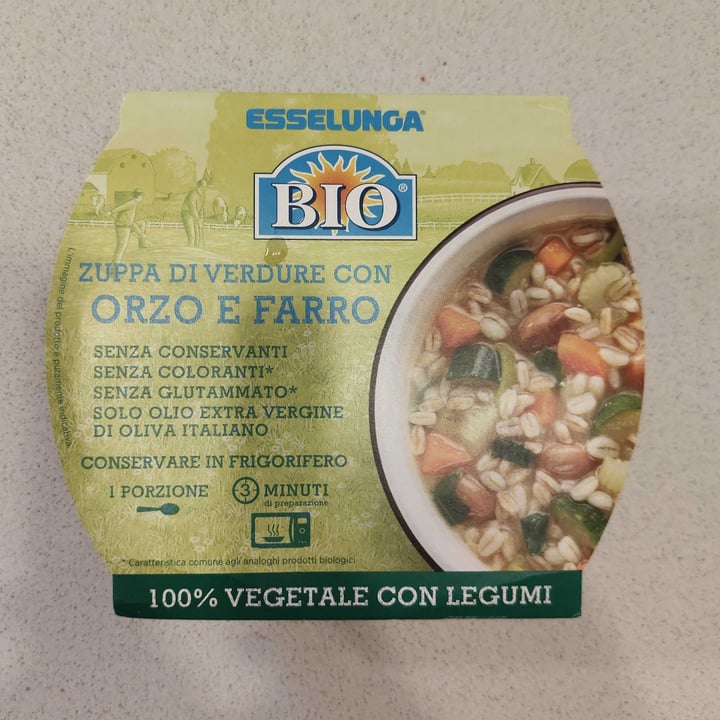 ESSELUNGA®
BIO®
ZUPPA DI VERDURE CON
ORZO E FARRO
SENZA CONSERVANTI
SENZA COLORANTI*
SENZA GLUTAMMATO*
SOLO OLIO EXTRA VERGINE
DI OLIVA ITALIANO
CONSERVARE IN FRIGORIFERO
1 PORZIONE
3 MINUTI
di preparazione
* Caratteristica comune agli analoghi prodotti biologici
100% VEGETALE CON LEGUMI
L'immagine del prodotto è puramente indicativa